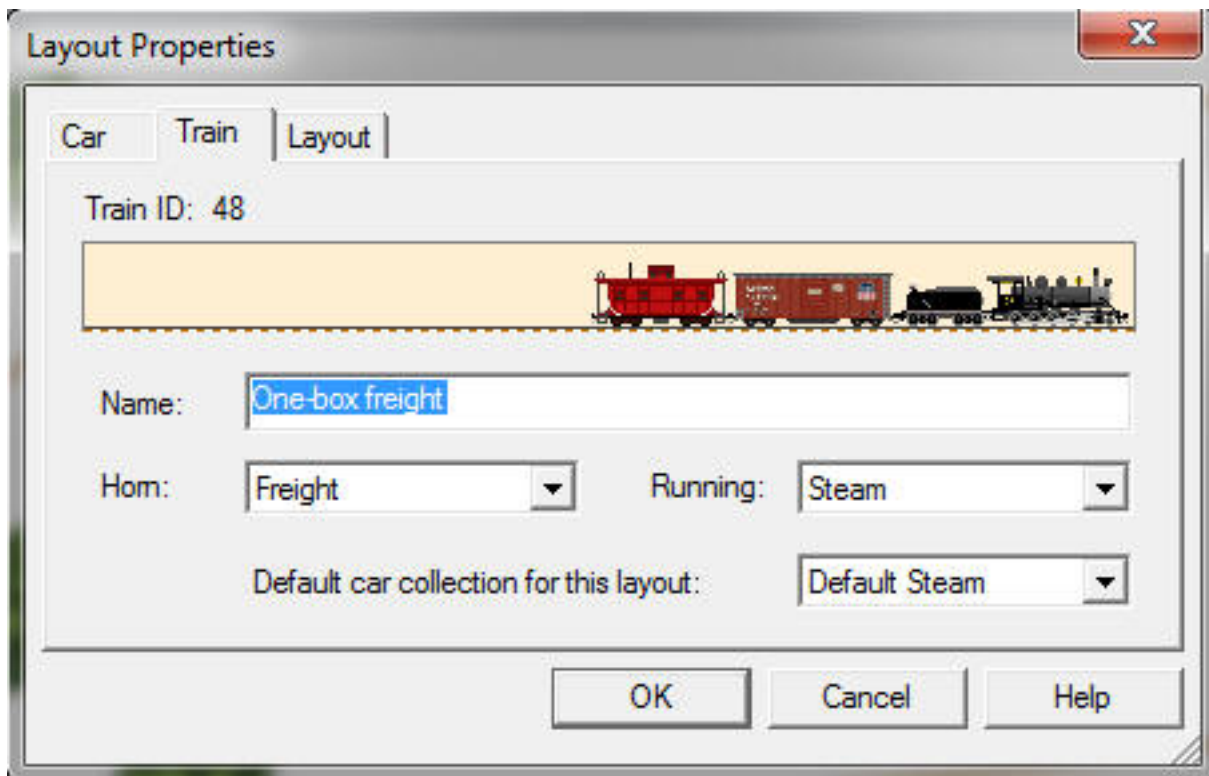 Layout Properties
Car Train Layout
Train ID: 48
Name: One-box freight
Horn: Freight Running: Steam
Default car collection for this layout: Default Steam
OK Cancel Help